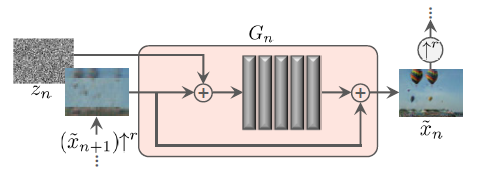 G_n
↑r
z_n
+
+
(x̃_{n+1})↑^r
x̃_n